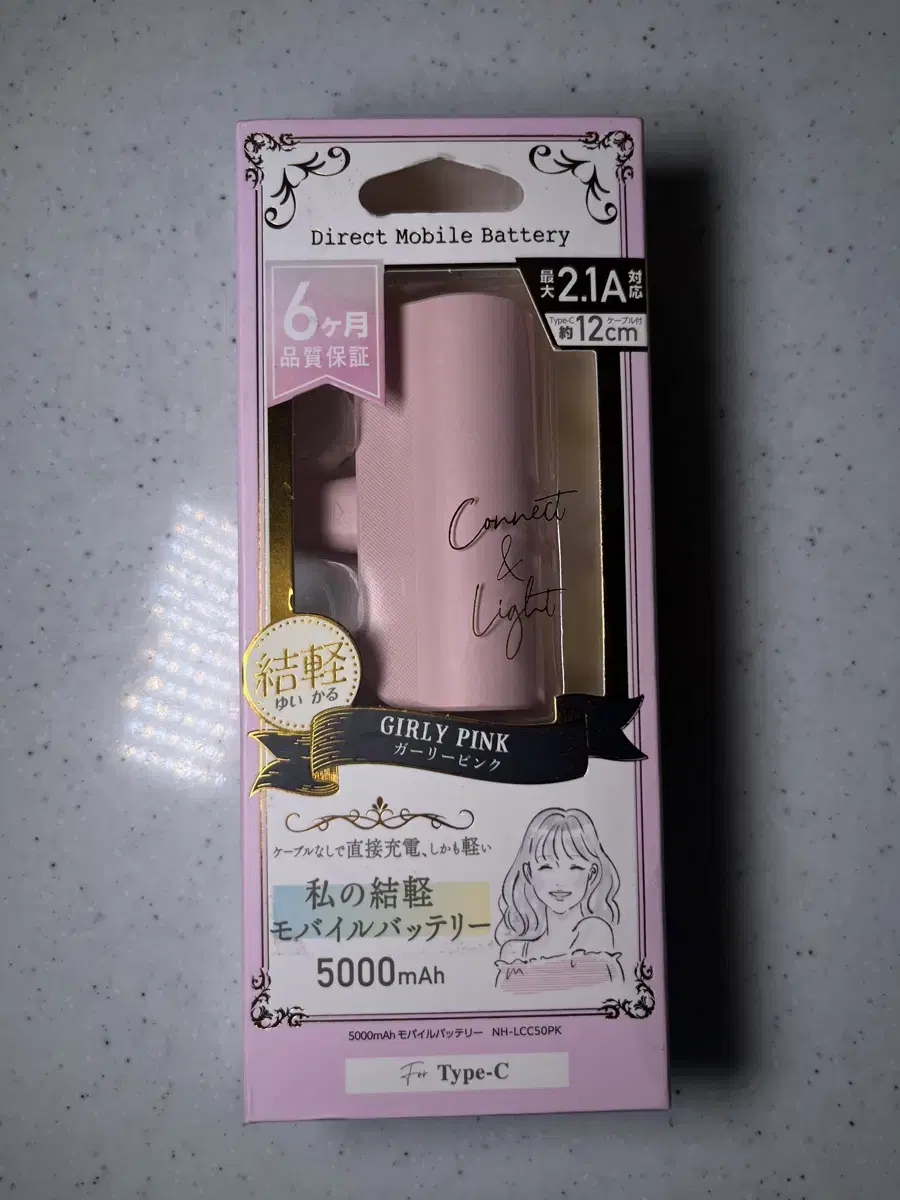 Direct Mobile Battery
6ヶ月
品質保証
最大2.1A対応
Type-C 約12cm ケーブル付
Connect
&
Light
結軽
ゆい かる
GIRLY PINK
ガーリーピンク
ケーブルなしで直接充電、しかも軽い
私の結軽
モバイルバッテリー
5000mAh
5000mAh モバイルバッテリー NH-LCC50PK
For Type-C